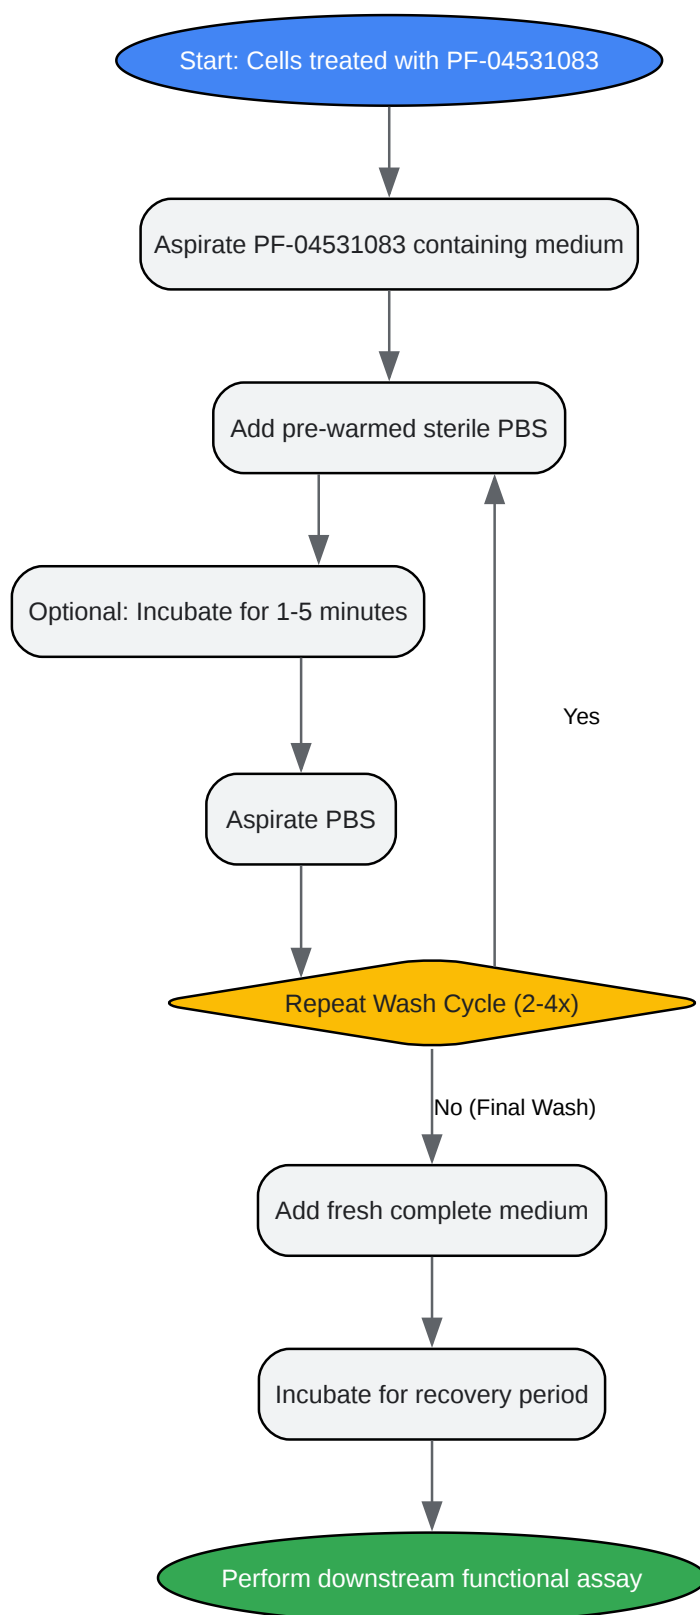 Start: Cells treated with PF-04531083
Aspirate PF-04531083 containing medium
Add pre-warmed sterile PBS
Optional: Incubate for 1-5 minutes
Yes
Aspirate PBS
Repeat Wash Cycle (2-4x)
No (Final Wash)
Add fresh complete medium
Incubate for recovery period
Perform downstream functional assay